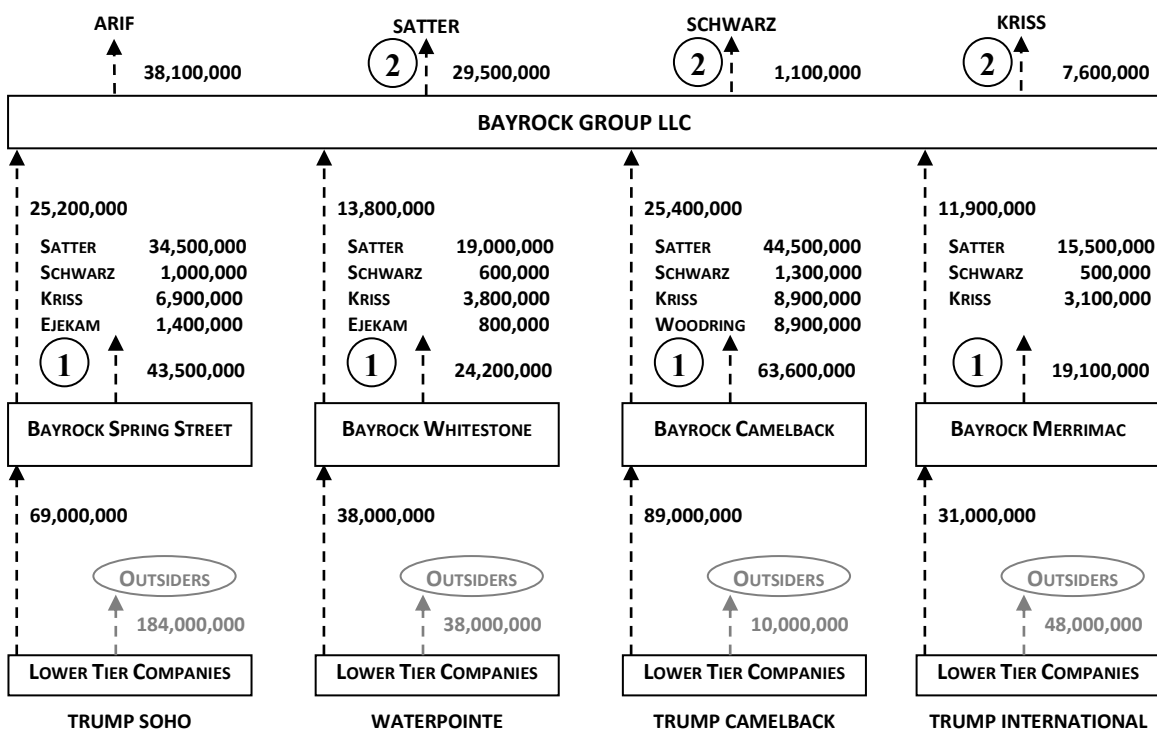 ARIF SATTER SCHWARZ KRISS
38,100,000 2 29,500,000 2 1,100,000 2 7,600,000
BAYROCK GROUP LLC
25,200,000 13,800,000 25,400,000 11,900,000
SATTER 34,500,000 SATTER 19,000,000 SATTER 44,500,000 SATTER 15,500,000
SCHWARZ 1,000,000 SCHWARZ 600,000 SCHWARZ 1,300,000 SCHWARZ 500,000
KRISS 6,900,000 KRISS 3,800,000 KRISS 8,900,000 KRISS 3,100,000
EJEKAM 1,400,000 EJEKAM 800,000 WOODRING 8,900,000
1 43,500,000 1 24,200,000 1 63,600,000 1 19,100,000
BAYROCK SPRING STREET BAYROCK WHITESTONE BAYROCK CAMELBACK BAYROCK MERRIMAC
69,000,000 38,000,000 89,000,000 31,000,000
OUTSIDERS OUTSIDERS OUTSIDERS OUTSIDERS
184,000,000 38,000,000 10,000,000 48,000,000
LOWER TIER COMPANIES LOWER TIER COMPANIES LOWER TIER COMPANIES LOWER TIER COMPANIES
TRUMP SOHO WATERPOINTE TRUMP CAMELBACK TRUMP INTERNATIONAL